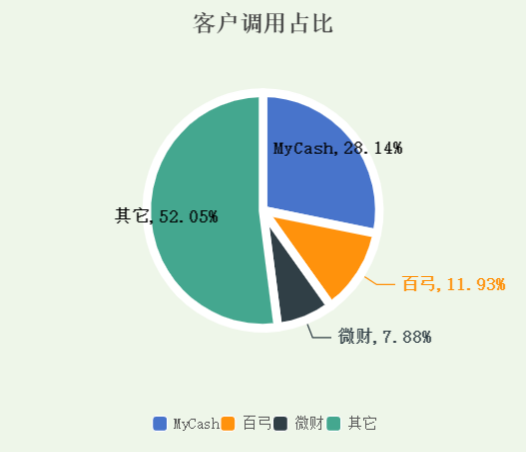 客户调用占比
MyCash,28.14%
其它,52.05%
百弓,11.93%
微财,7.88%
MyCash 百弓 微财 其它